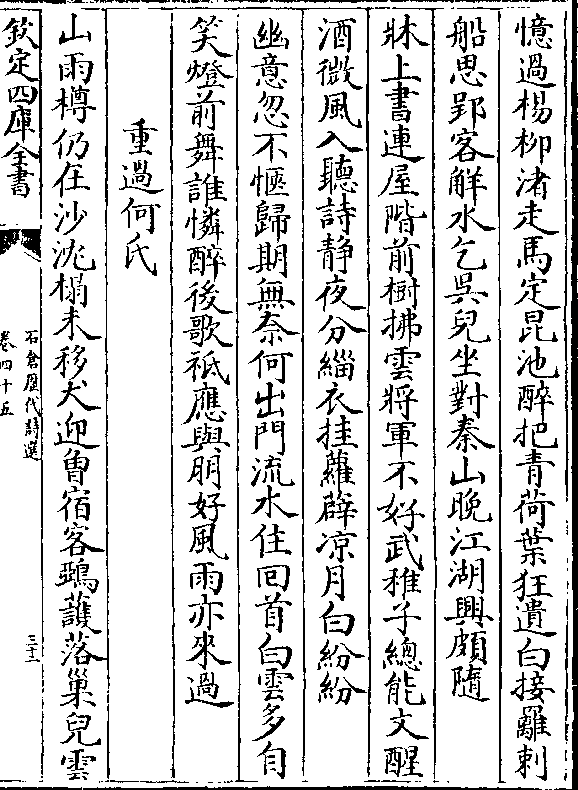 憶過楊柳渚走馬定昆池醉把青荷葉狂遺白接䍦刺
船思郢客解水乞吳兒坐對秦山晚江湖興頗隨
牀上書連屋階前樹拂雲將軍不好武稚子總能文醒
酒微風入聽詩静夜分緇衣挂蘿薜凉月白紛紛
幽意忽不愜歸期無奈何出門流水住回首白雲多自
笑燈前舞誰憐醉後歌祗應與朋好風雨亦來過
重過何氏
山雨樽仍在沙沈榻未移犬迎曽宿客鵶護落巢兒雲
欽定四庫全書
石倉歷代詩選
卷四十五
三十二